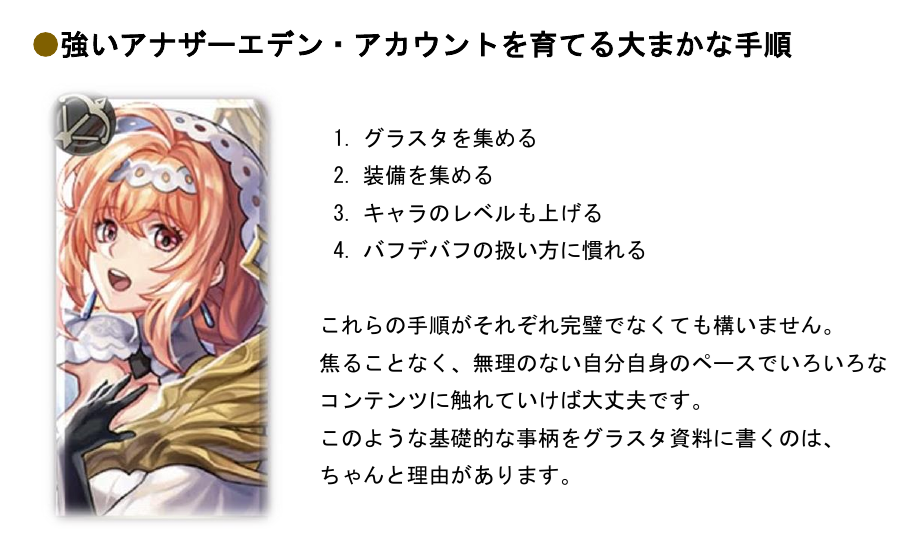 ●強いアナザーエデン・アカウントを育てる大まかな手順
1. グラスタを集める
2. 装備を集める
3. キャラのレベルも上げる
4. バフデバフの扱い方に慣れる
これらの手順がそれぞれ完璧でなくても構いません。
焦ることなく、無理のない自分自身のペースでいろいろな
コンテンツに触れていけば大丈夫です。
このような基礎的な事柄をグラスタ資料に書くのは、
ちゃんと理由があります。